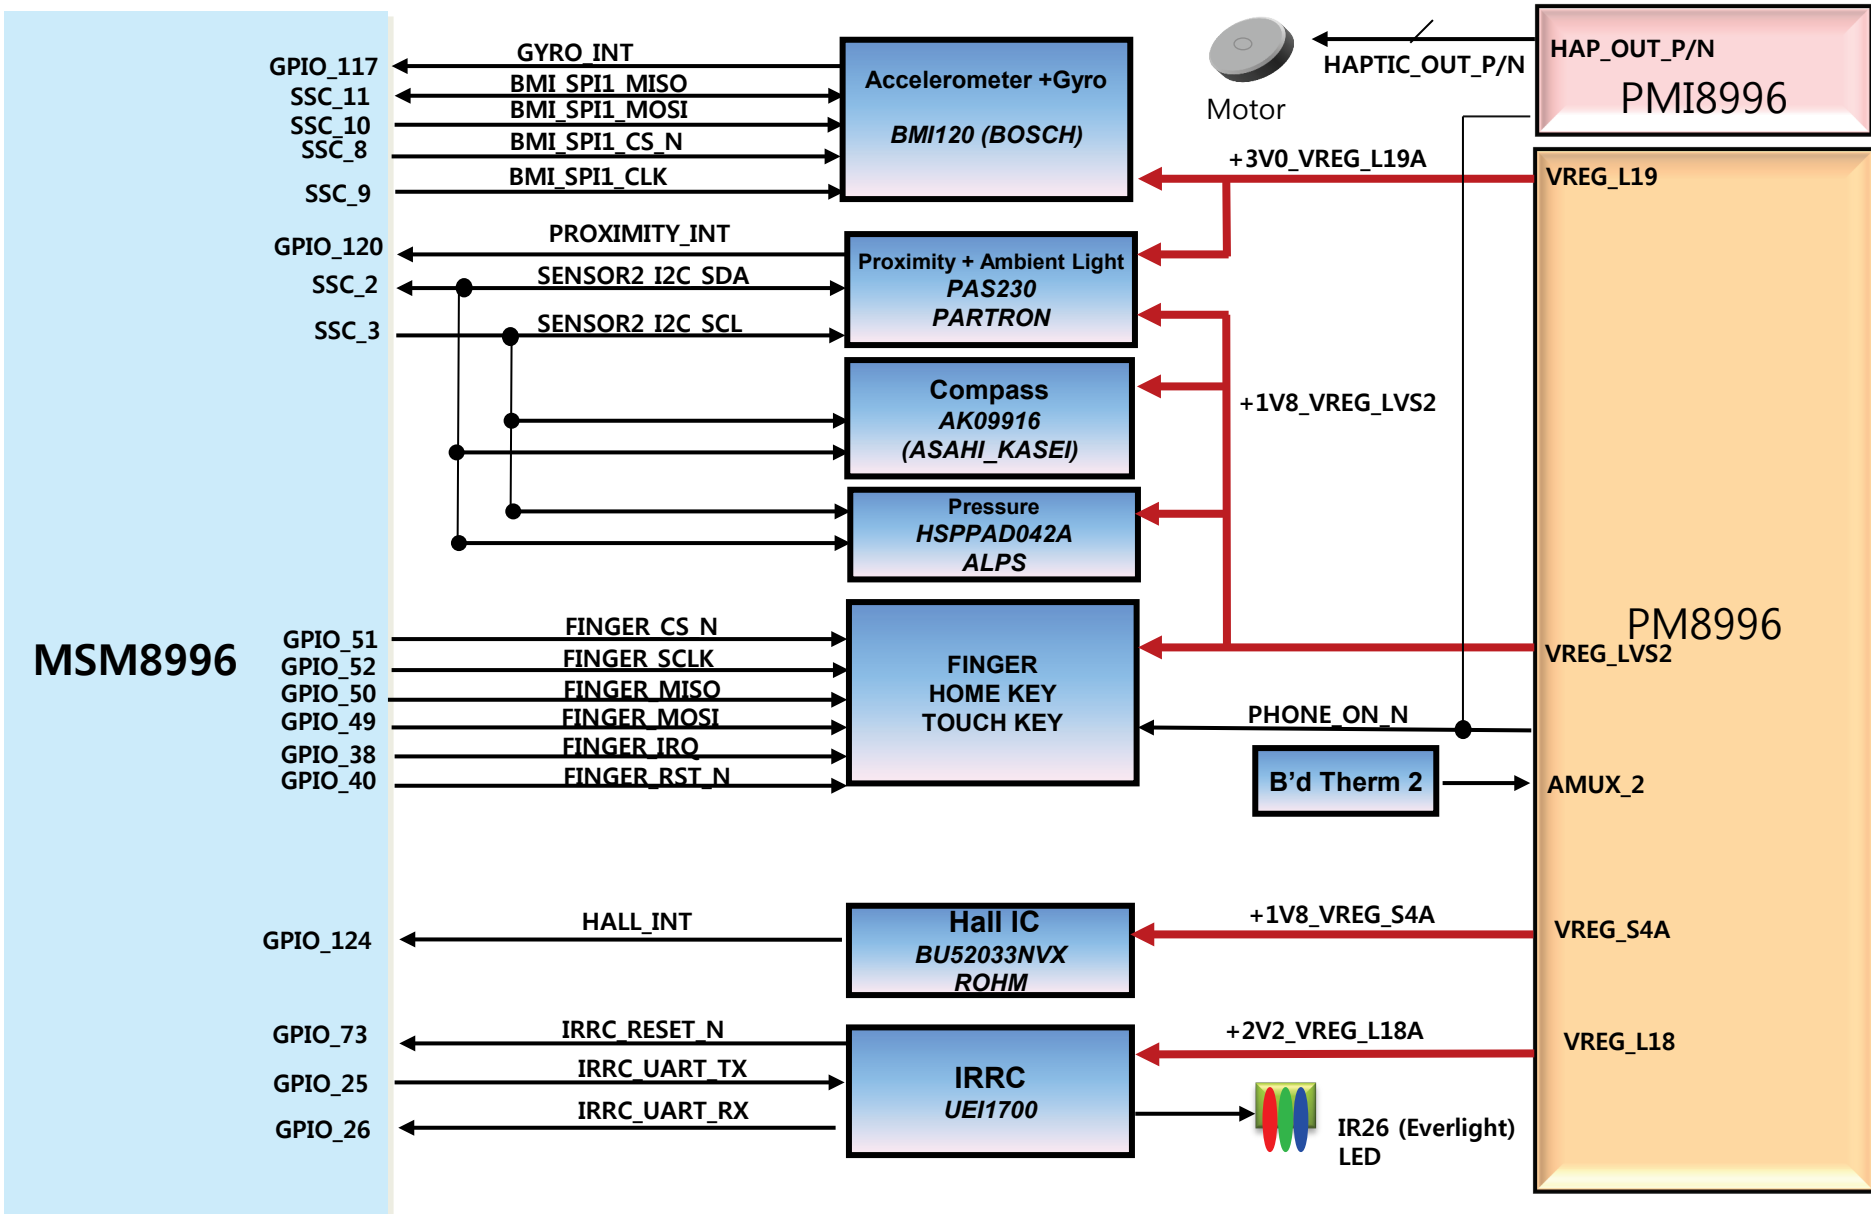 GPIO_117
SSC_11
SSC_10
SSC_8
SSC_9
GYRO_INT
BMI_SPI1_MISO
BMI_SPI1_MOSI
BMI_SPI1_CS_N
BMI_SPI1_CLK
Accelerometer +Gyro
BMI120 (BOSCH)
Motor
HAPTIC_OUT_P/N
HAP_OUT_P/N
PMI8996
+3V0_VREG_L19A
VREG_L19
GPIO_120
SSC_2
SSC_3
PROXIMITY_INT
SENSOR2_I2C_SDA
SENSOR2_I2C_SCL
Proximity + Ambient Light
PAS230
PARTRON
Compass
AK09916
(ASAHI_KASEI)
+1V8_VREG_LVS2
Pressure
HSPPAD042A
ALPS
MSM8996
GPIO_51
GPIO_52
GPIO_50
GPIO_49
GPIO_38
GPIO_40
FINGER_CS_N
FINGER_SCLK
FINGER_MISO
FINGER_MOSI
FINGER_IRQ
FINGER_RST_N
FINGER
HOME KEY
TOUCH KEY
PM8996
VREG_LVS2
PHONE_ON_N
B'd Therm 2
AMUX_2
GPIO_124
HALL_INT
Hall IC
BU52033NVX
ROHM
+1V8_VREG_S4A
VREG_S4A
GPIO_73
GPIO_25
GPIO_26
IRRC_RESET_N
IRRC_UART_TX
IRRC_UART_RX
IRRC
UEI1700
+2V2_VREG_L18A
VREG_L18
IR26 (Everlight)
LED